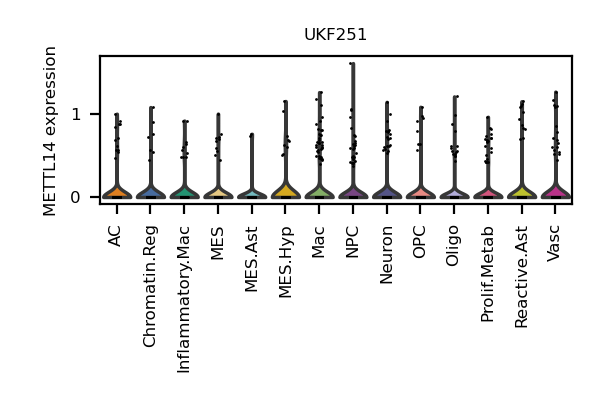 UKF251
METTL14 expression
1
0
AC
Chromatin.Reg
Inflammatory.Mac
MES
MES.Ast
MES.Hyp
Mac
NPC
Neuron
OPC
Oligo
Prolif.Metab
Reactive.Ast
Vasc